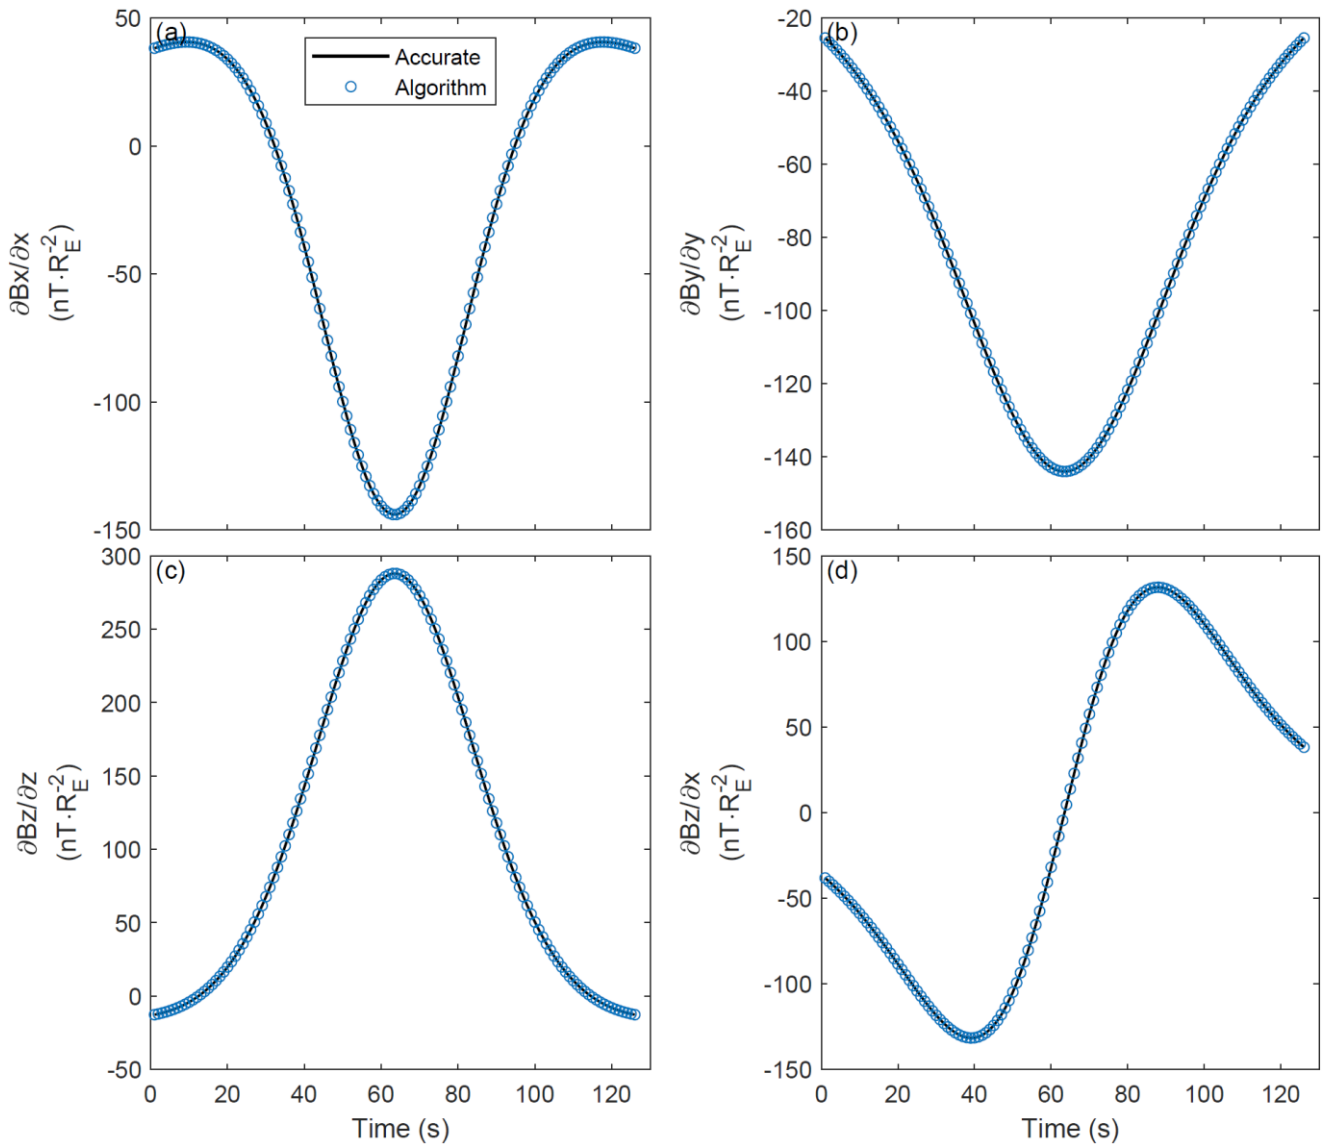 (a)
50
0
-50
-100
-150
Accurate
Algorithm
∂Bx/∂x
(nT·R_E^-2)
(b)
-20
-40
-60
-80
-100
-120
-140
-160
∂By/∂y
(nT·R_E^-2)
(c)
300
250
200
150
100
50
0
-50
∂Bz/∂z
(nT·R_E^-2)
0 20 40 60 80 100 120
Time (s)
(d)
150
100
50
0
-50
-100
-150
∂Bz/∂x
(nT·R_E^-2)
0 20 40 60 80 100 120
Time (s)